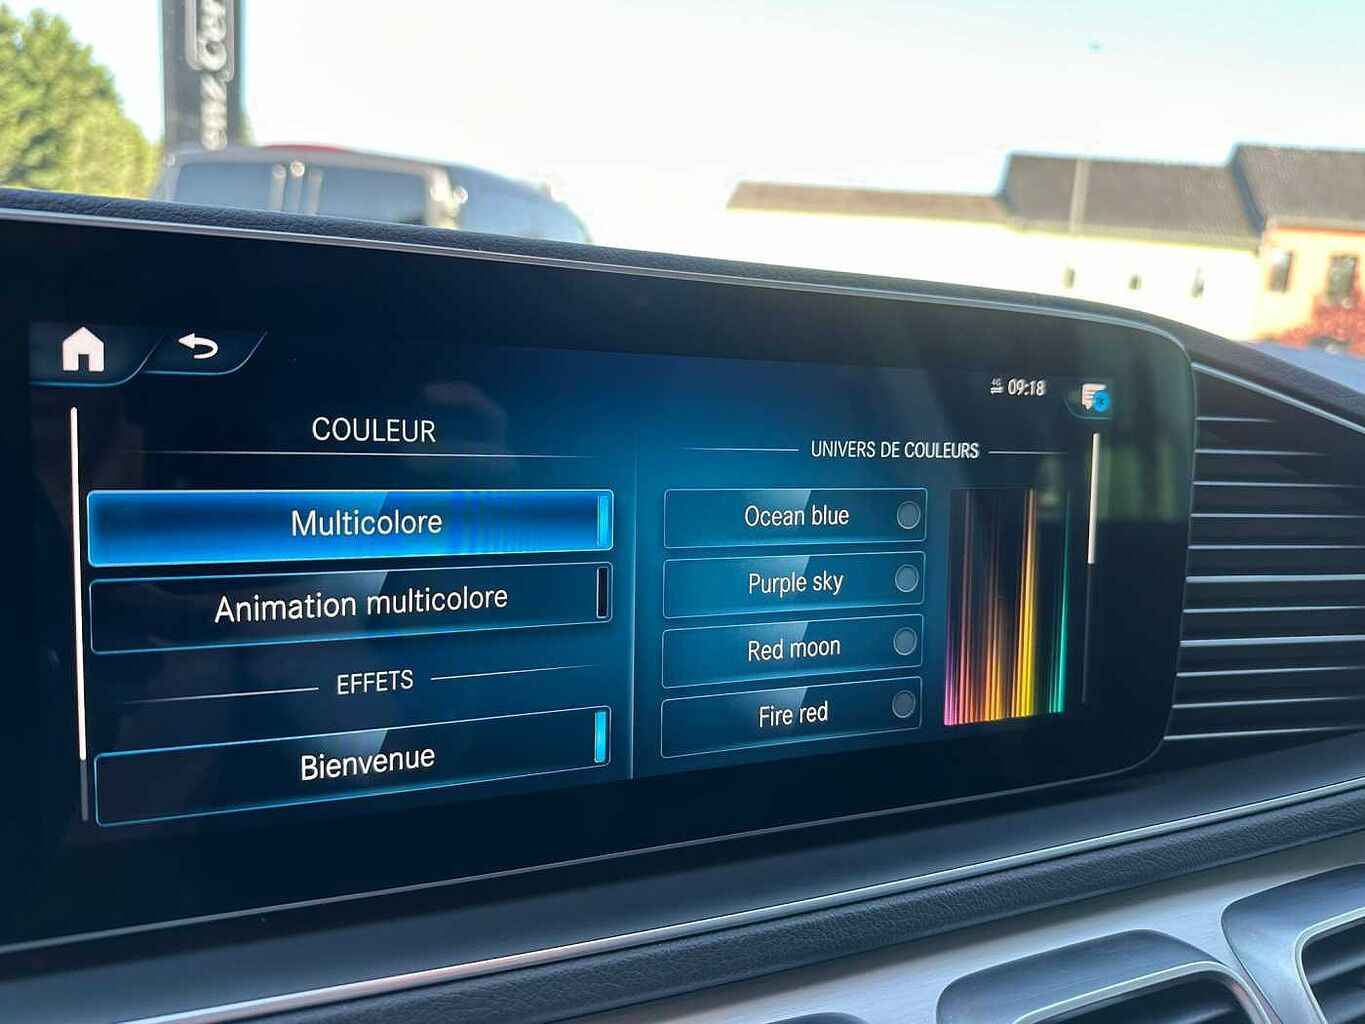 4G 09:18
COULEUR
Multicolore
Animation multicolore
EFFETS
Bienvenue
UNIVERS DE COULEURS
Ocean blue
Purple sky
Red moon
Fire red